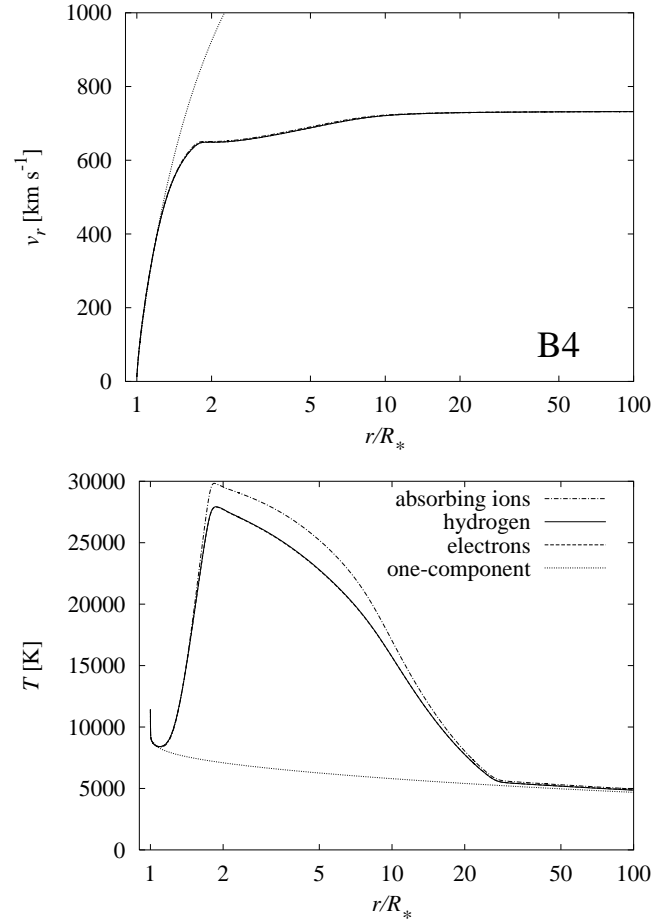 1000
800
600
400
200
0
v_r [km s^-1]
B4
1 2 5 10 20 50 100
r/R_*
30000
25000
20000
15000
10000
5000
0
T [K]
absorbing ions
hydrogen
electrons
one-component
1 2 5 10 20 50 100
r/R_*